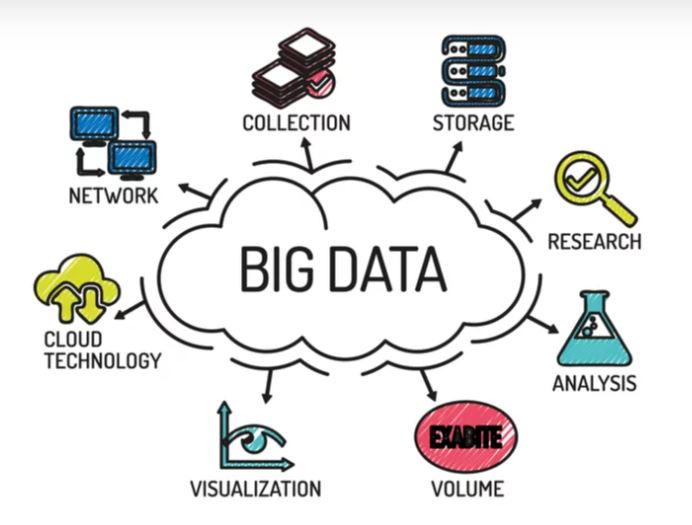 COLLECTION
STORAGE
NETWORK
RESEARCH
BIG DATA
CLOUD
TECHNOLOGY
ANALYSIS
EXABITE
VISUALIZATION
VOLUME